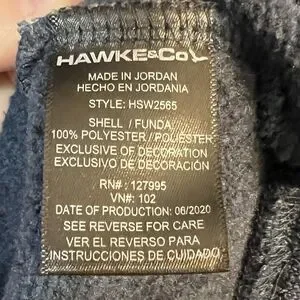 HAWKE&Co
MADE IN JORDAN
HECHO EN JORDANIA
STYLE: HSW2565
SHELL / FUNDA
100% POLYESTER / POLIESTER
EXCLUSIVE OF DECORATION
EXCLUSIVO DE DECORACIÓN
RN# : 127995
VN#: 102
DATE OF PRODUCTION: 06/2020
SEE REVERSE FOR CARE
VER EL REVERSO PARA
INSTRUCCIONES DE CUIDADO